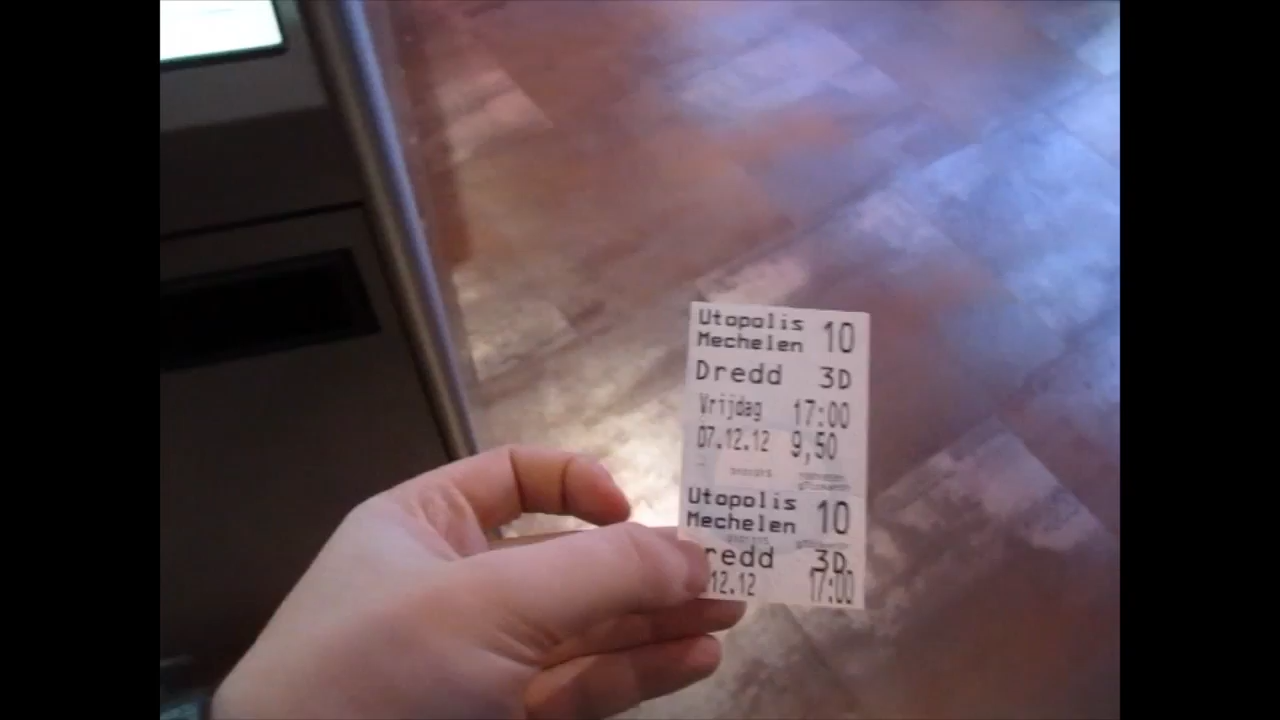 Utopolis 10
Mechelen
Dredd 3D
Vrijdag 17:00
07.12.12 9,50
Utopolis 10
Mechelen
redd 3D
.12.12 17:00